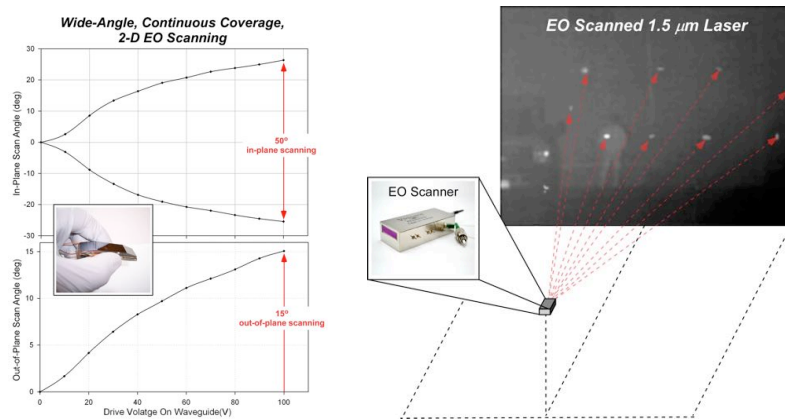 Wide-Angle, Continuous Coverage,
2-D EO Scanning
In-Plane Scan Angle (deg)
30
20
10
0
-10
-20
-30
50º
in-plane scanning
Out-of-Plane Scan Angle (deg)
15
10
5
0
15º
out-of-plane scanning
0
20
40
60
80
100
Drive Volatge On Waveguide(V)
EO Scanned 1.5 μm Laser
EO Scanner